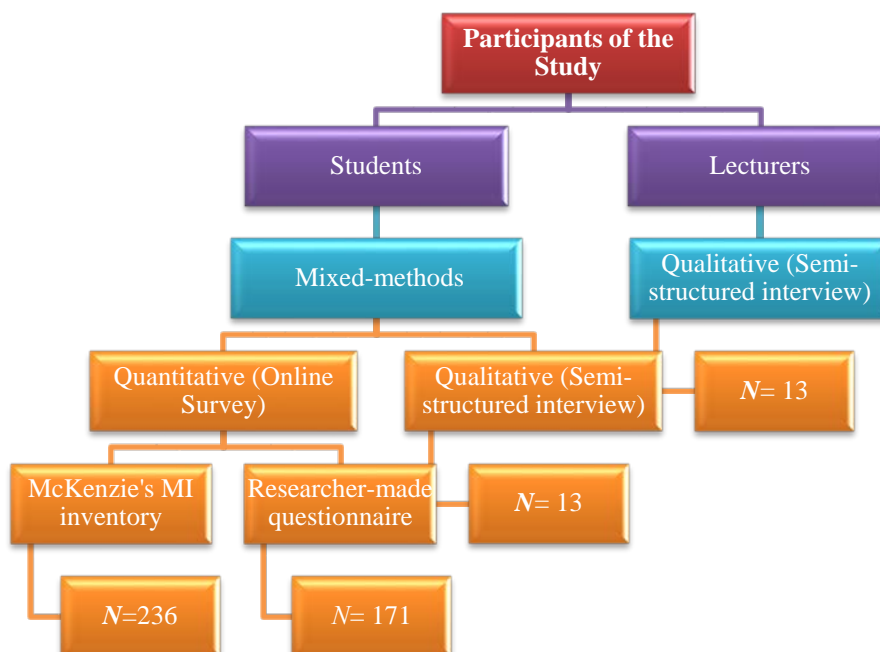 Participants of the
Study
Students
Lecturers
Mixed-methods
Qualitative (Semi-
structured interview)
Quantitative (Online
Survey)
Qualitative (Semi-
structured interview)
N= 13
McKenzie's MI
inventory
Researcher-made
questionnaire
N= 13
N=236
N= 171